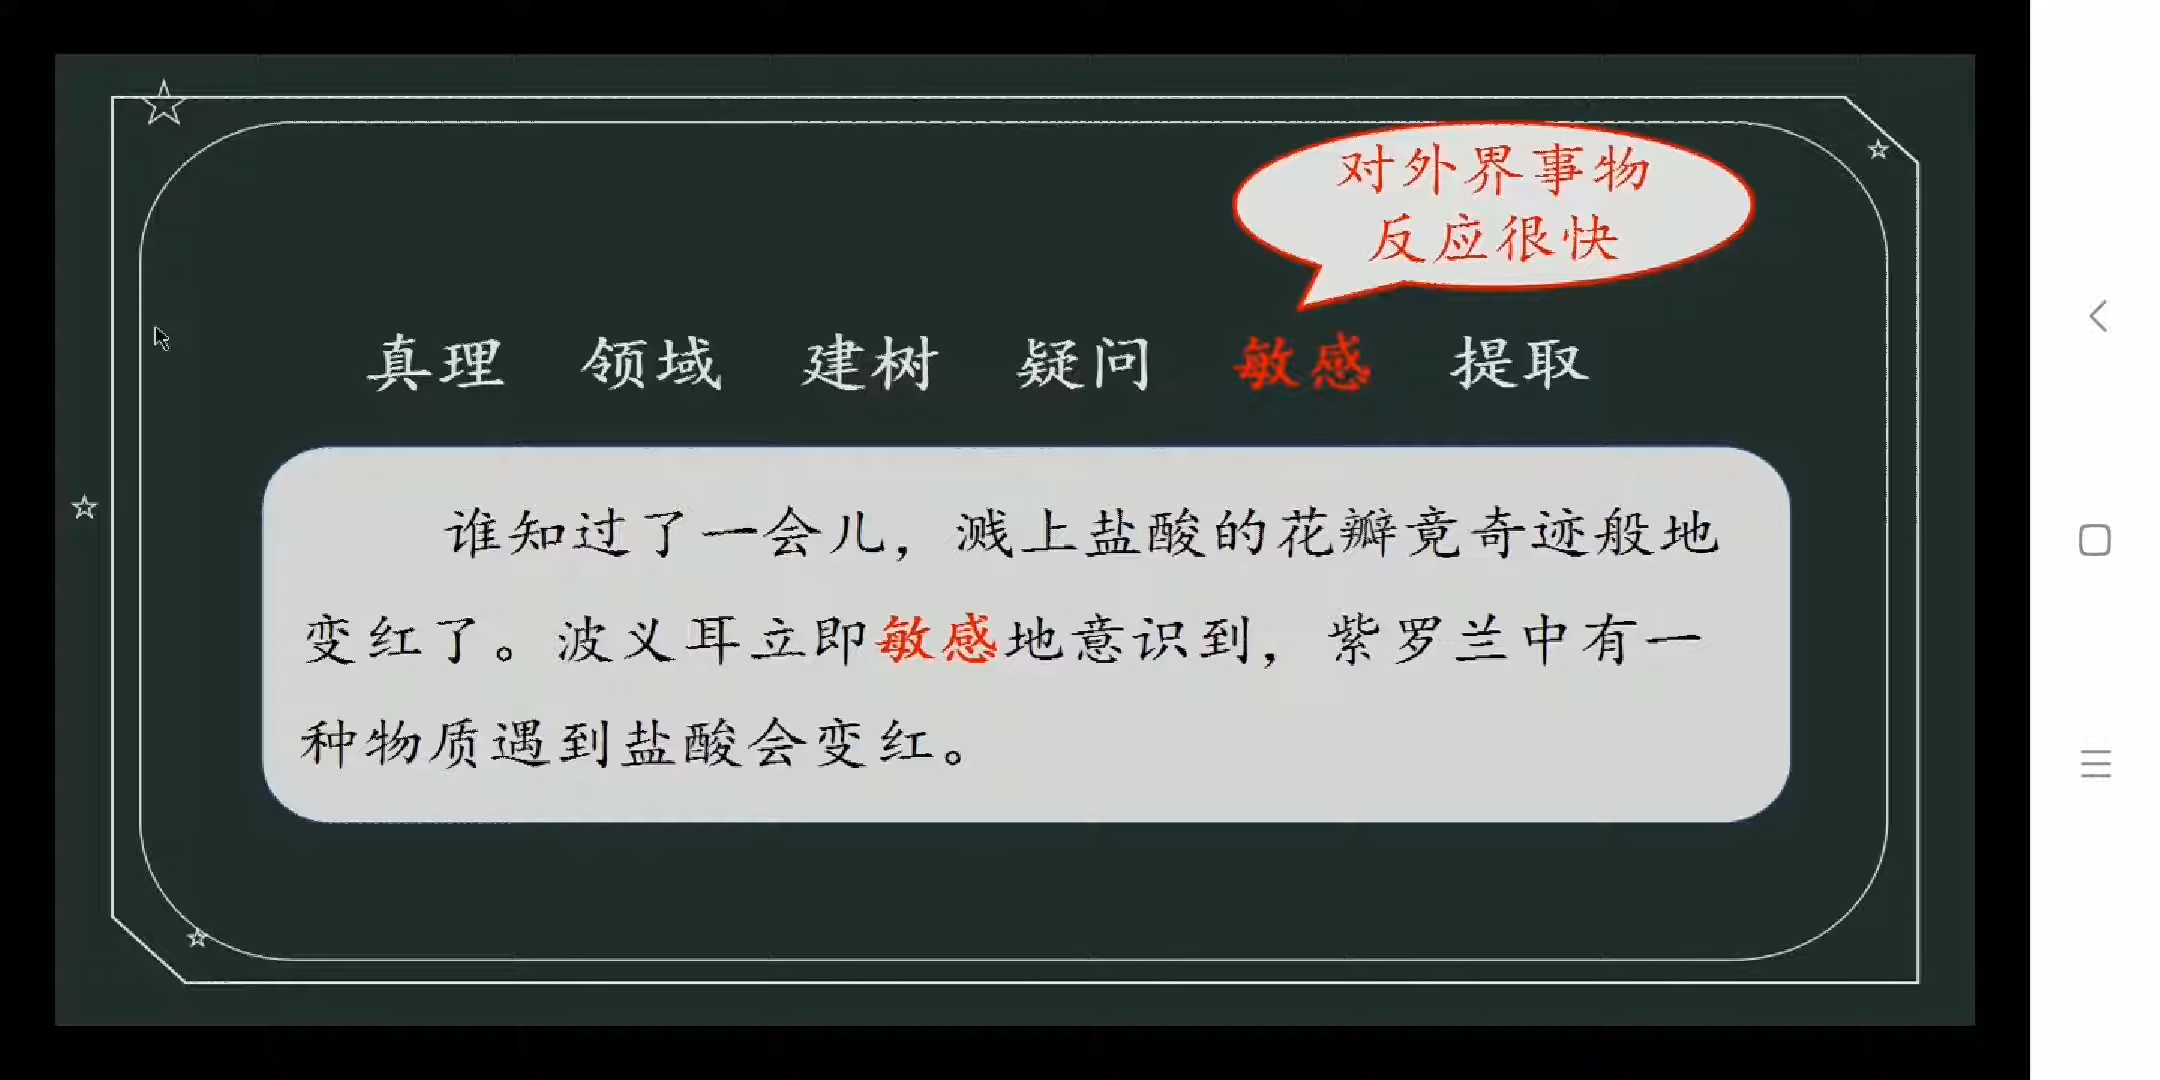 对外界事物
反应很快
真理 领域 建树 疑问 敏感 提取
谁知过了一会儿，溅上盐酸的花瓣竟奇迹般地
变红了。波义耳立即敏感地意识到，紫罗兰中有一
种物质遇到盐酸会变红。